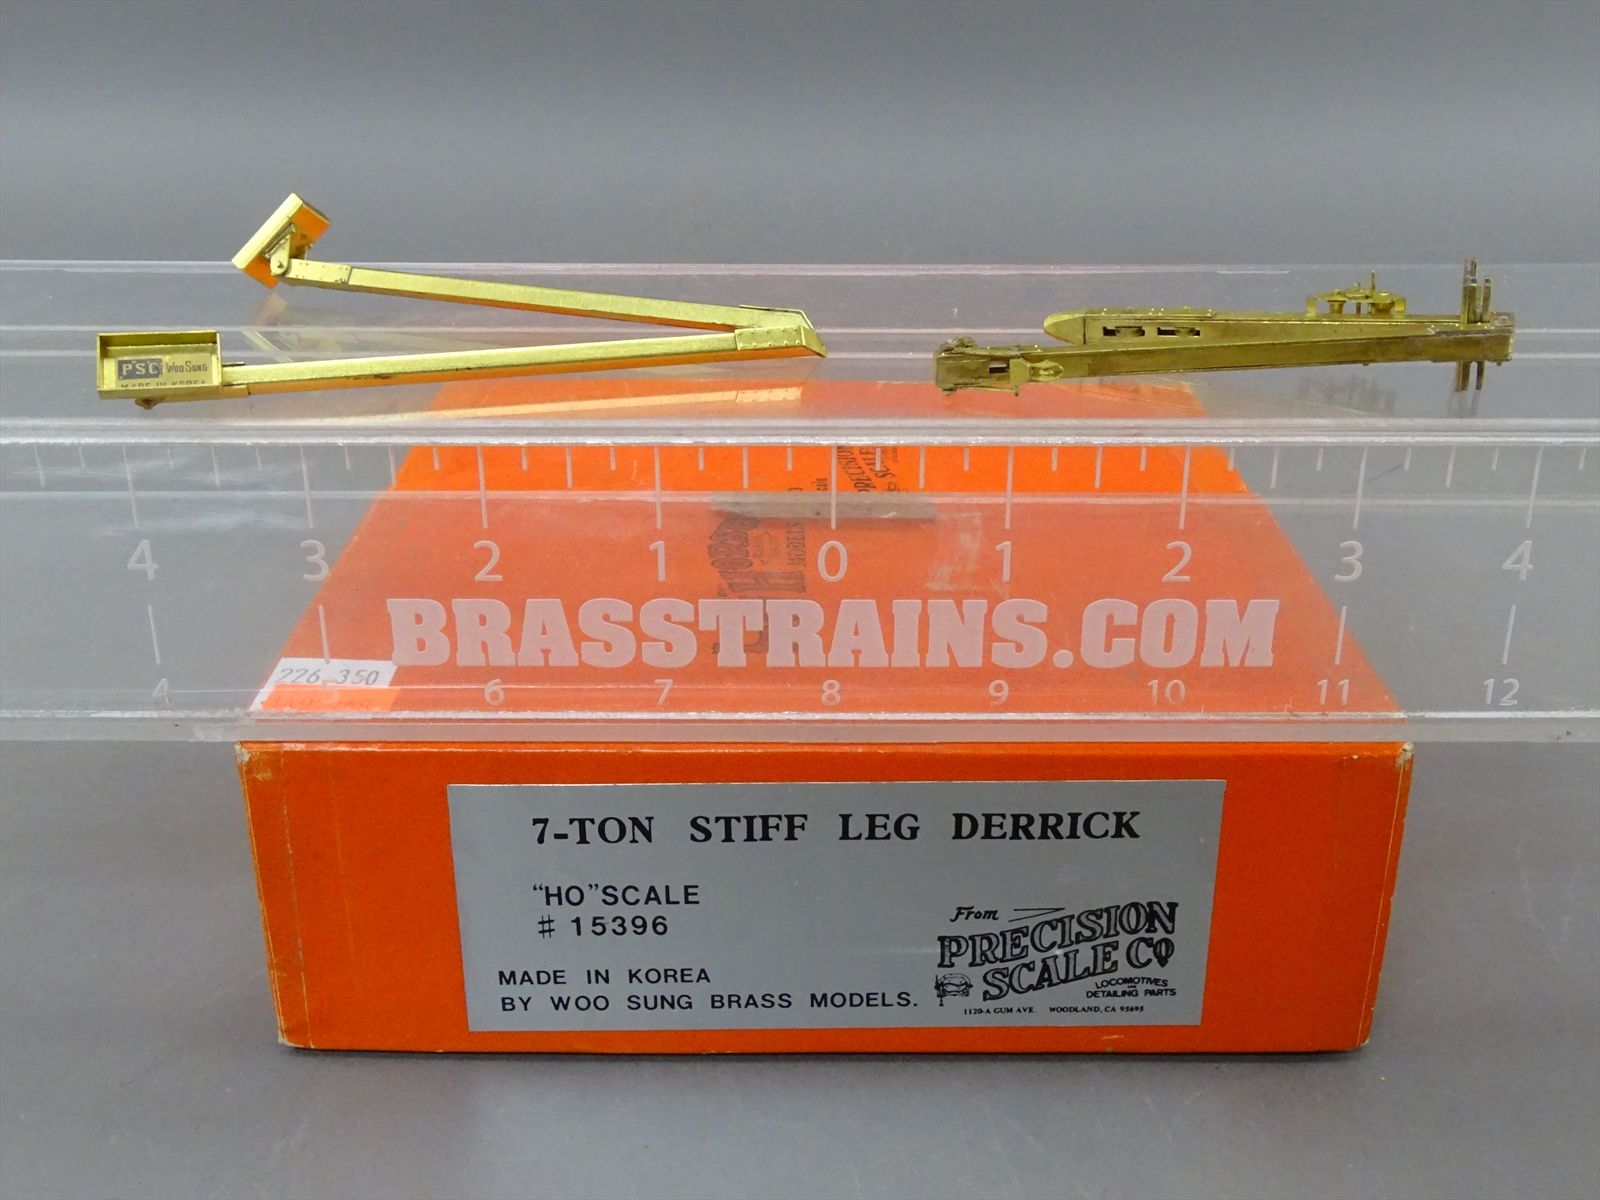 PSC Woo Sung
MADE IN KOREA
PRECISION
SCALE
4 3 2 1 0 1 2 3 4
BRASSTRAINS.COM
226 350
4 5 6 7 8 9 10 11 12
7-TON STIFF LEG DERRICK
"HO" SCALE
# 15396
MADE IN KOREA
BY WOO SUNG BRASS MODELS.
From
PRECISION
SCALE CO
LOCOMOTIVES
DETAILING PARTS
1120-A GUM AVE. WOODLAND, CA 95695